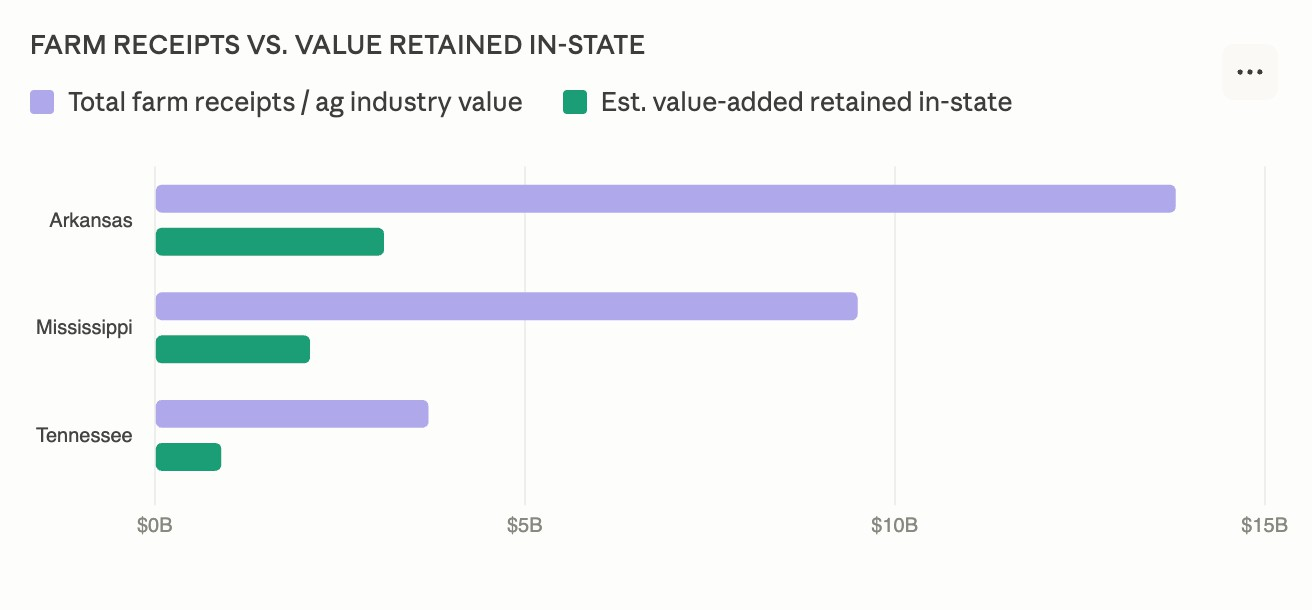 FARM RECEIPTS VS. VALUE RETAINED IN-STATE
Total farm receipts / ag industry value
Est. value-added retained in-state
Arkansas
Mississippi
Tennessee
$0B
$5B
$10B
$15B